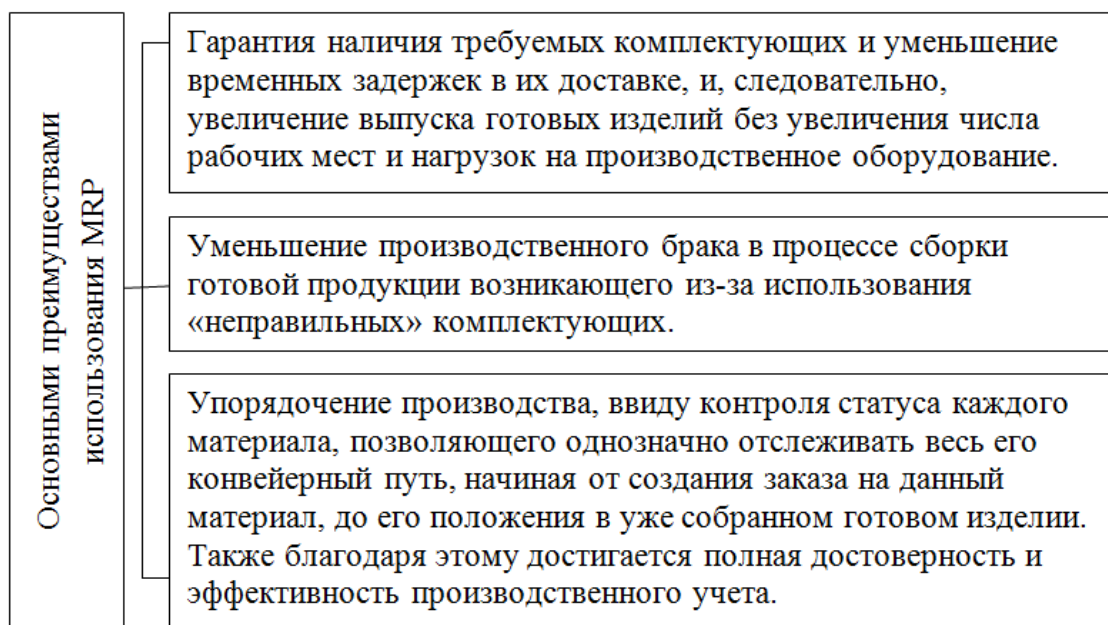 Основными преимуществами
использования MRP
Гарантия наличия требуемых комплектующих и уменьшение
временных задержек в их доставке, и, следовательно,
увеличение выпуска готовых изделий без увеличения числа
рабочих мест и нагрузок на производственное оборудование.
Уменьшение производственного брака в процессе сборки
готовой продукции возникающего из-за использования
«неправильных» комплектующих.
Упорядочение производства, ввиду контроля статуса каждого
материала, позволяющего однозначно отслеживать весь его
конвейерный путь, начиная от создания заказа на данный
материал, до его положения в уже собранном готовом изделии.
Также благодаря этому достигается полная достоверность и
эффективность производственного учета.